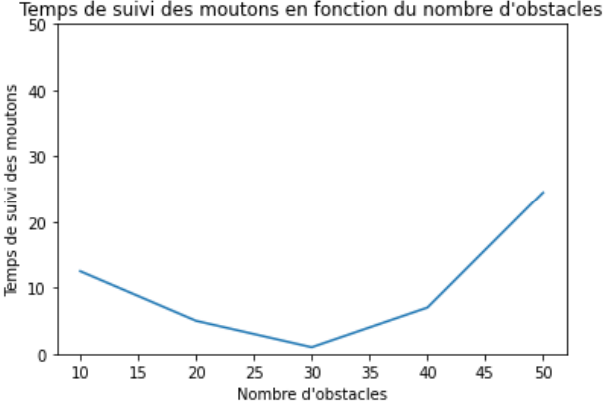 Temps de suivi des moutons en fonction du nombre d'obstacles
50
40
30
20
10
0
Temps de suivi des moutons
10 15 20 25 30 35 40 45 50
Nombre d'obstacles